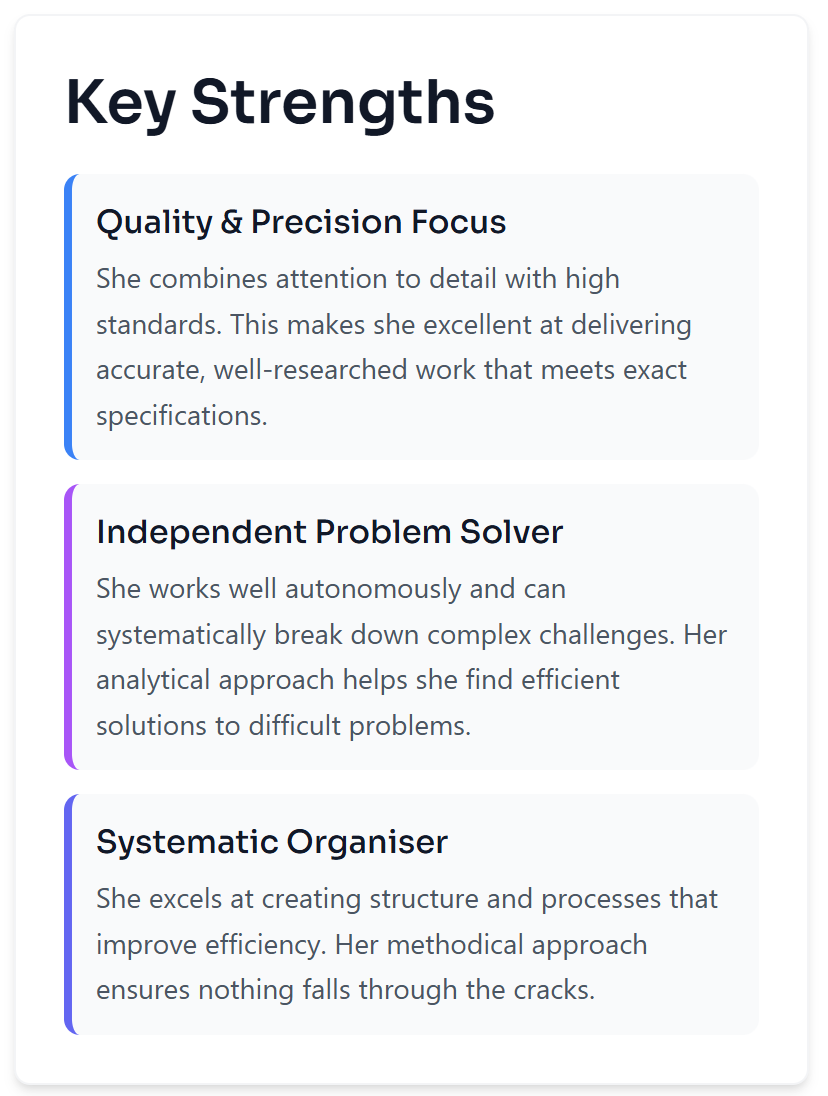 Key Strengths
Quality & Precision Focus
She combines attention to detail with high
standards. This makes she excellent at delivering
accurate, well-researched work that meets exact
specifications.
Independent Problem Solver
She works well autonomously and can
systematically break down complex challenges. Her
analytical approach helps she find efficient
solutions to difficult problems.
Systematic Organiser
She excels at creating structure and processes that
improve efficiency. Her methodical approach
ensures nothing falls through the cracks.